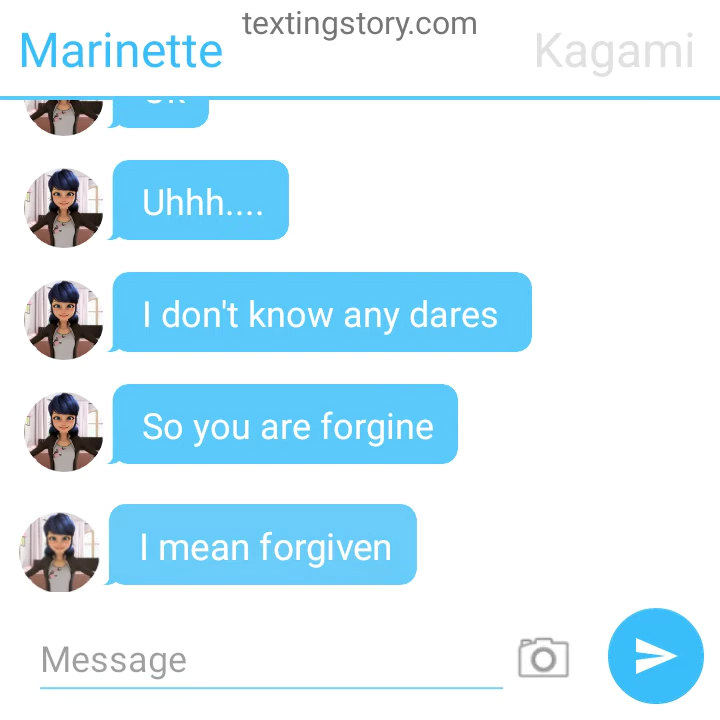 textingstory.com
Marinette
Kagami
Uhhh....
I don't know any dares
So you are forgine
I mean forgiven
Message